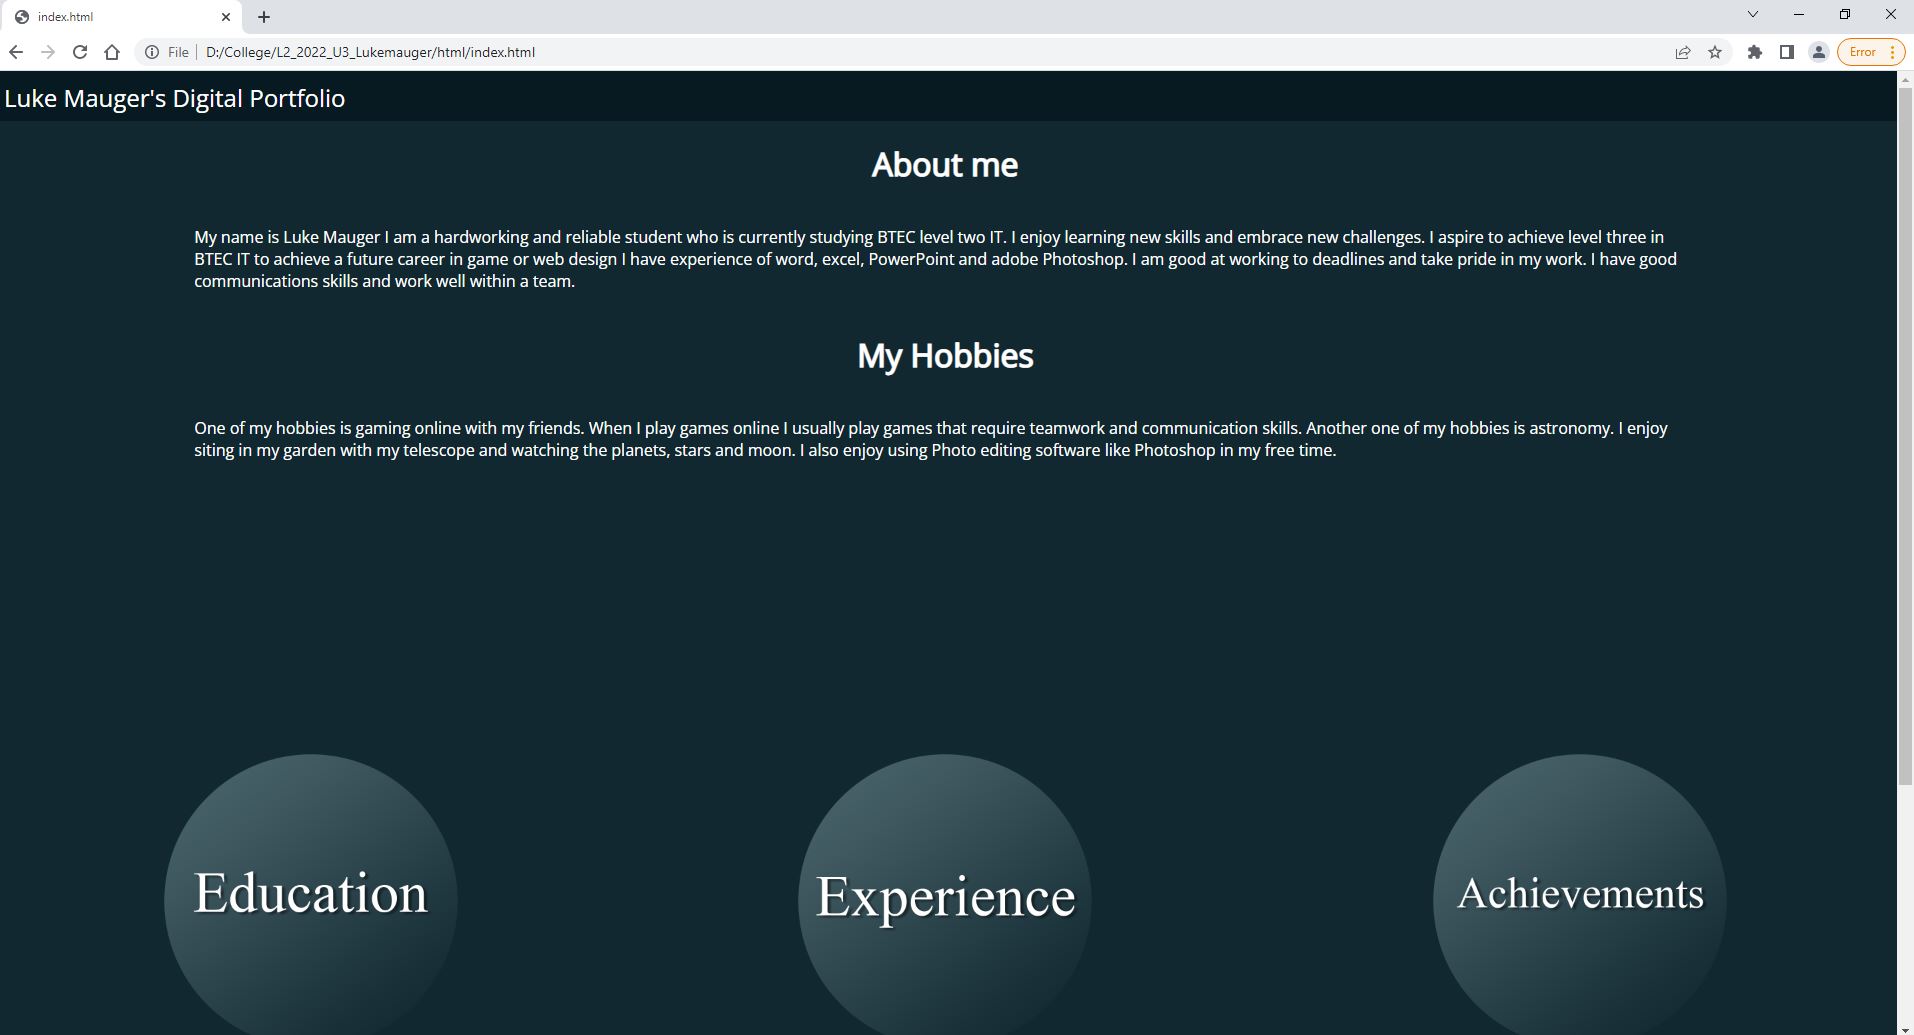 index.html
File D:/College/L2_2022_U3_Lukemauger/html/index.html
Error
Luke Mauger's Digital Portfolio
About me
My name is Luke Mauger I am a hardworking and reliable student who is currently studying BTEC level two IT. I enjoy learning new skills and embrace new challenges. I aspire to achieve level three in
BTEC IT to achieve a future career in game or web design I have experience of word, excel, PowerPoint and adobe Photoshop. I am good at working to deadlines and take pride in my work. I have good
communications skills and work well within a team.
My Hobbies
One of my hobbies is gaming online with my friends. When I play games online I usually play games that require teamwork and communication skills. Another one of my hobbies is astronomy. I enjoy
siting in my garden with my telescope and watching the planets, stars and moon. I also enjoy using Photo editing software like Photoshop in my free time.
Education
Experience
Achievements